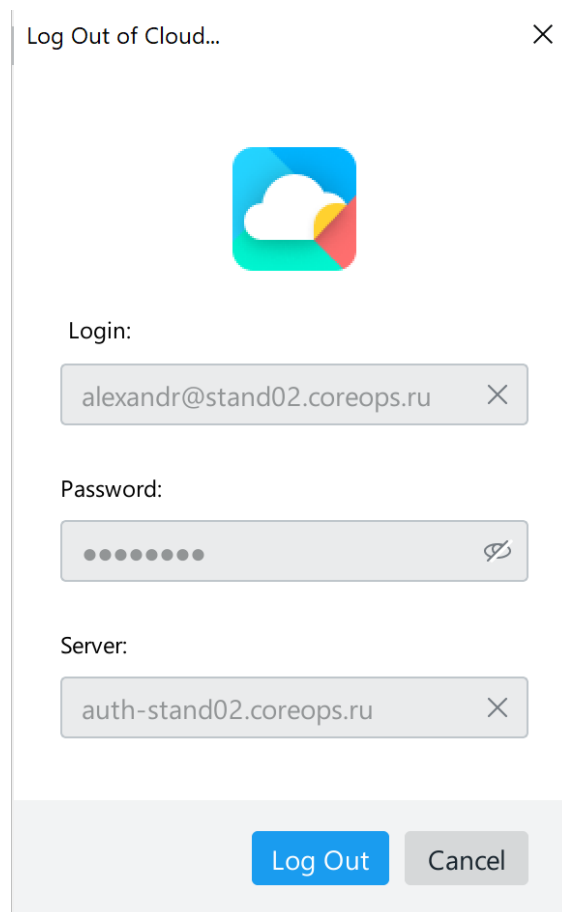 Log Out of Cloud...
Login:
alexandr@stand02.coreops.ru
Password:
●●●●●●●●
Server:
auth-stand02.coreops.ru
Log Out
Cancel